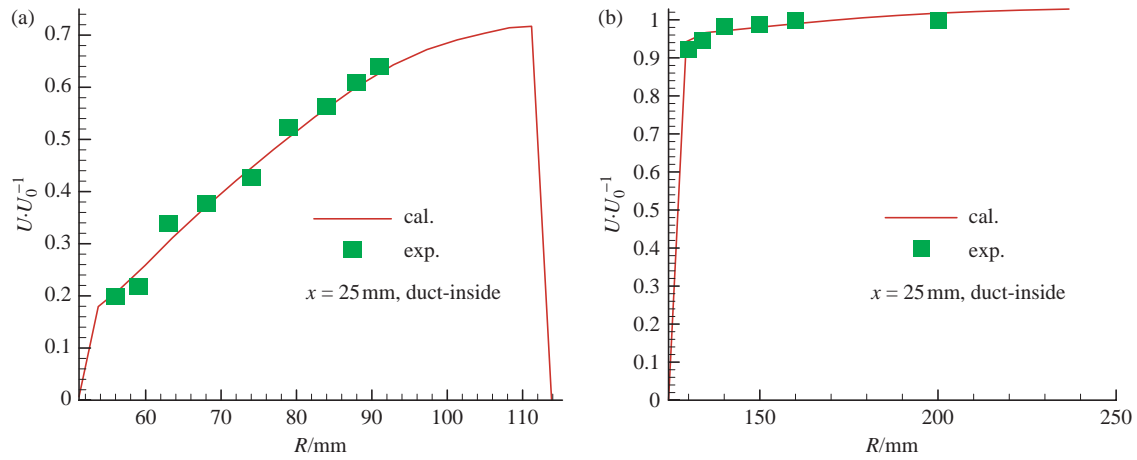 (a)
0.7
0.6
0.5
0.4
0.3
0.2
0.1
0
U·U₀⁻¹
60 70 80 90 100 110
R/mm
cal.
exp.
x = 25 mm, duct-inside
(b)
1
0.9
0.8
0.7
0.6
0.5
0.4
0.3
0.2
0.1
0
U·U₀⁻¹
150 200 250
R/mm
cal.
exp.
x = 25 mm, duct-inside